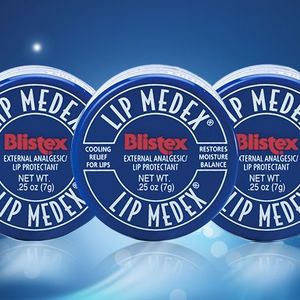 LIP MEDEX
Blistex
EXTERNAL ANALGESIC/
LIP PROTECTANT
NET WT.
.25 oz (7g)
LIP MEDEX
LIP MEDEX®
COOLING
RELIEF
FOR LIPS
Blistex
EXTERNAL ANALGESIC/
LIP PROTECTANT
NET WT.
.25 oz (7g)
RESTORES
MOISTURE
BALANCE
LIP MEDEX®
LIP MEDEX
Blistex
EXTERNAL ANALGESIC/
LIP PROTECTANT
NET WT.
.25 oz (7g)
LIP MEDEX